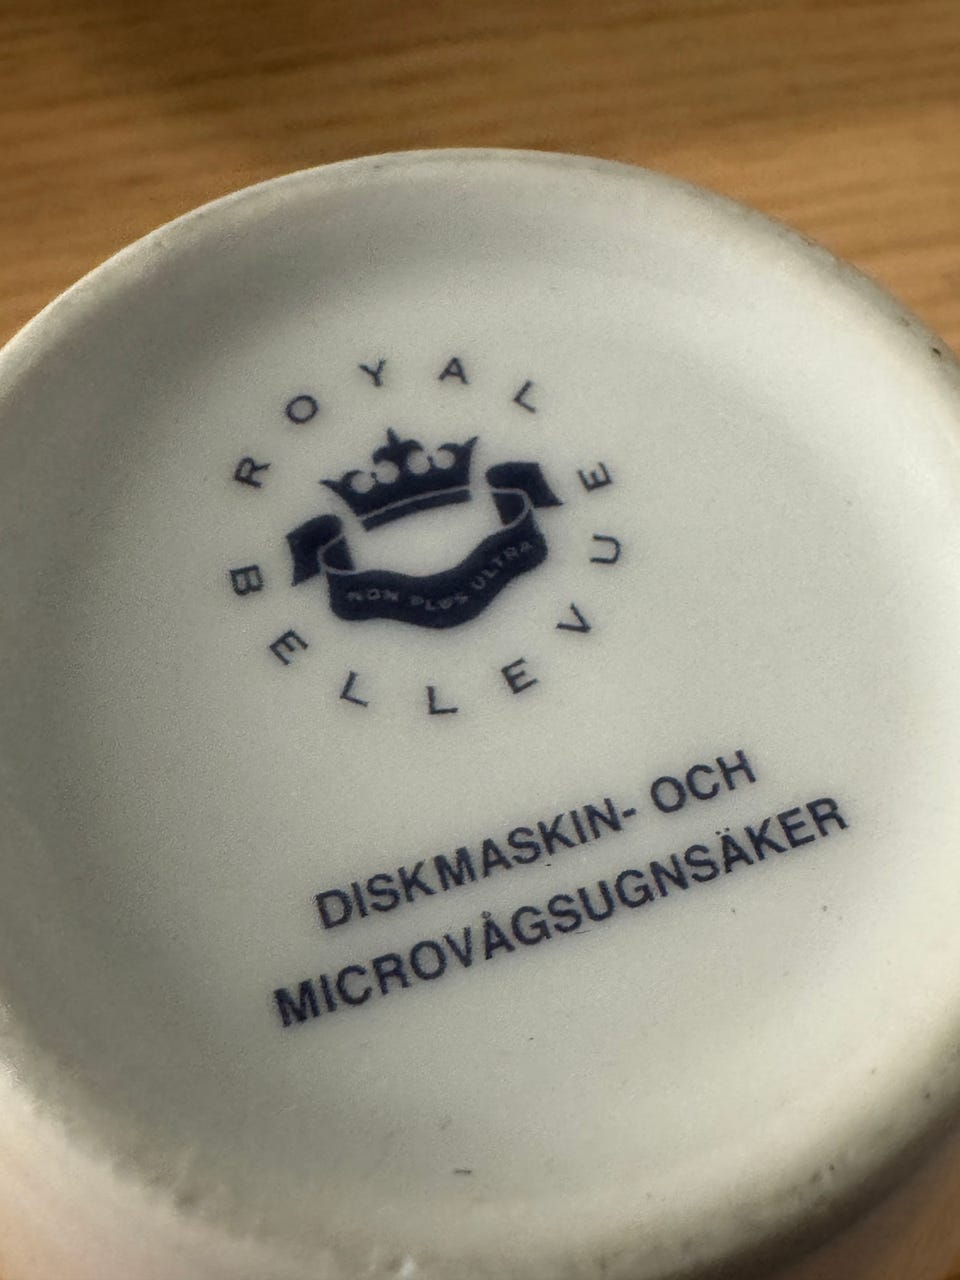 ROYAL
BELLEVUE
NON PLUS ULTRA
DISKMASKIN- OCH
MICROVÅGSUGNSÄKER